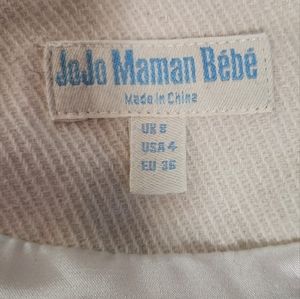 JoJo Maman Bébé
Made in China
UK 8
USA 4
EU 36